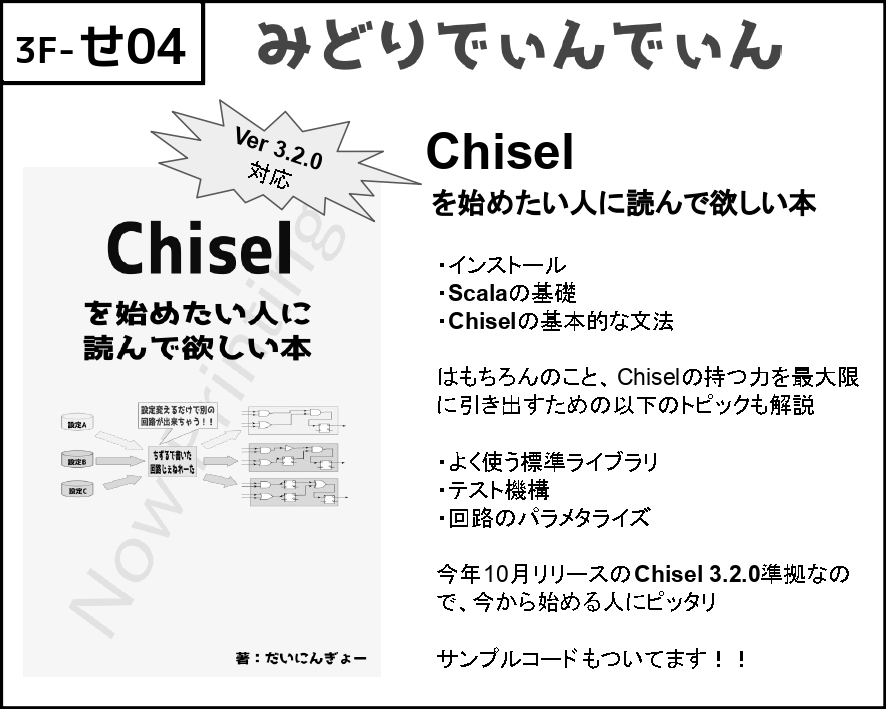 3F-せ04
みどりでぃんでぃん
Ver 3.2.0
対応
Chisel
を始めたい人に
読んで欲しい本
設定変えるだけで別の
回路が出来ちゃう！！
設定A
設定B
設定C
ちずるで書いた
回路じぇねれーた
Now Printing
著：だいにんぎょー
Chisel
を始めたい人に読んで欲しい本
・インストール
・Scalaの基礎
・Chiselの基本的な文法
はもちろんのこと、Chiselの持つ力を最大限
に引き出すための以下のトピックも解説
・よく使う標準ライブラリ
・テスト機構
・回路のパラメタライズ
今年10月リリースのChisel 3.2.0準拠なの
で、今から始める人にピッタリ
サンプルコードもついてます！！